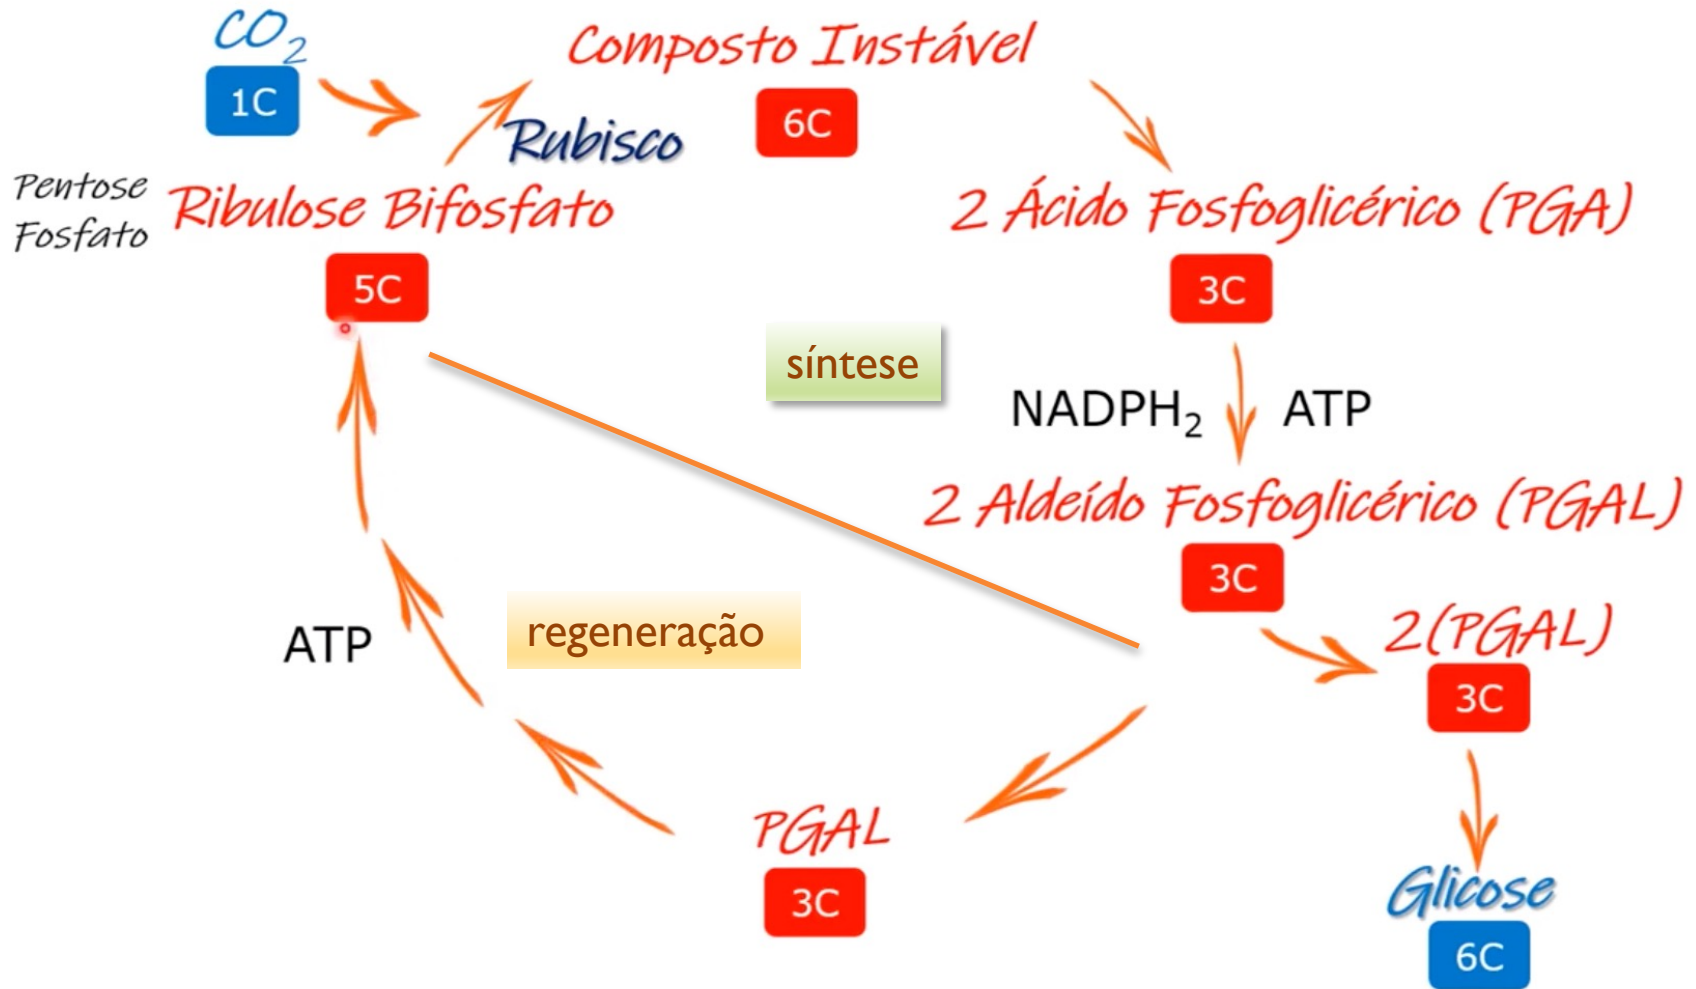 CO₂
1C
Composto Instável
6C
Rubisco
Pentose
Fosfato
Ribulose Bifosfato
5C
2 Ácido Fosfoglicérico (PGA)
3C
síntese
NADPH₂ ATP
2 Aldeído Fosfoglicérico (PGAL)
3C
2(PGAL)
3C
regeneração
ATP
PGAL
3C
Glicose
6C